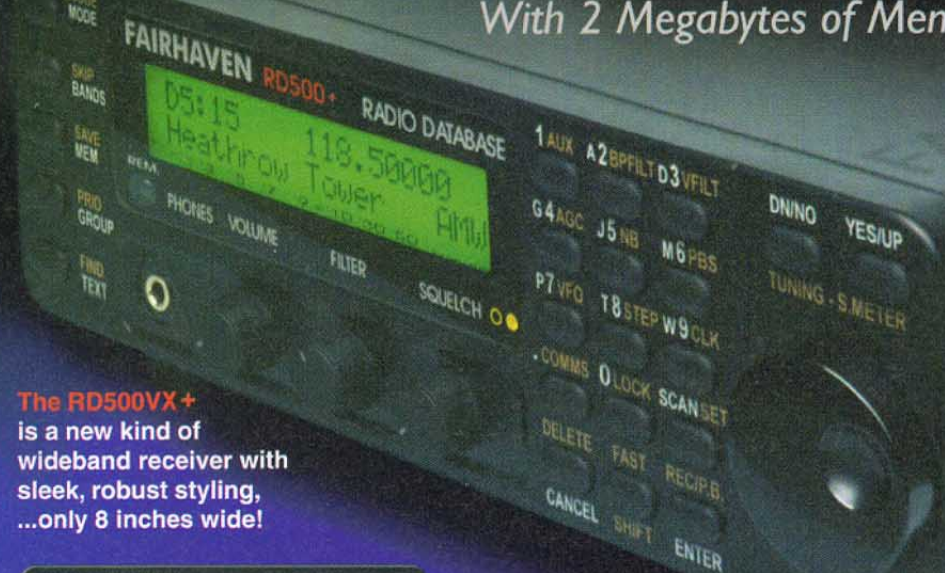 With 2 Megabytes of Mem
MODE
SKIP
BANDS
SAVE
MEM
PRIO
GROUP
FIND
TEXT
FAIRHAVEN RD500+ RADIO DATABASE
D5:15 118.50000
Heathrow Tower AMW
PHONES VOLUME FILTER SQUELCH
1 AUX A2 BPFILT D3 VFILT
G4 AGC J5 NB M6 PBS
P7 VFO T8 STEP W9 CLK
.COMMS 0 LOCK SCAN SET
DELETE FAST REC/P.B.
CANCEL SHIFT ENTER
DN/NO YES/UP
TUNING - S.METER
The RD500VX+
is a new kind of
wideband receiver with
sleek, robust styling,
...only 8 inches wide!